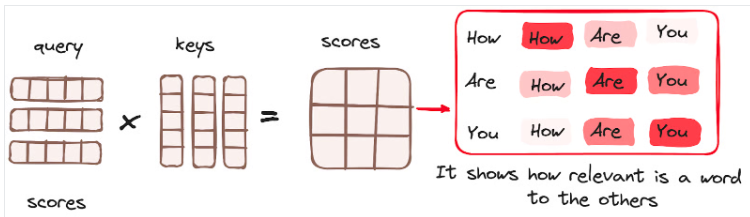 query keys scores
How How Are You
Are How Are You
You How Are You
x =
It shows how relevant is a word
to the others
scores